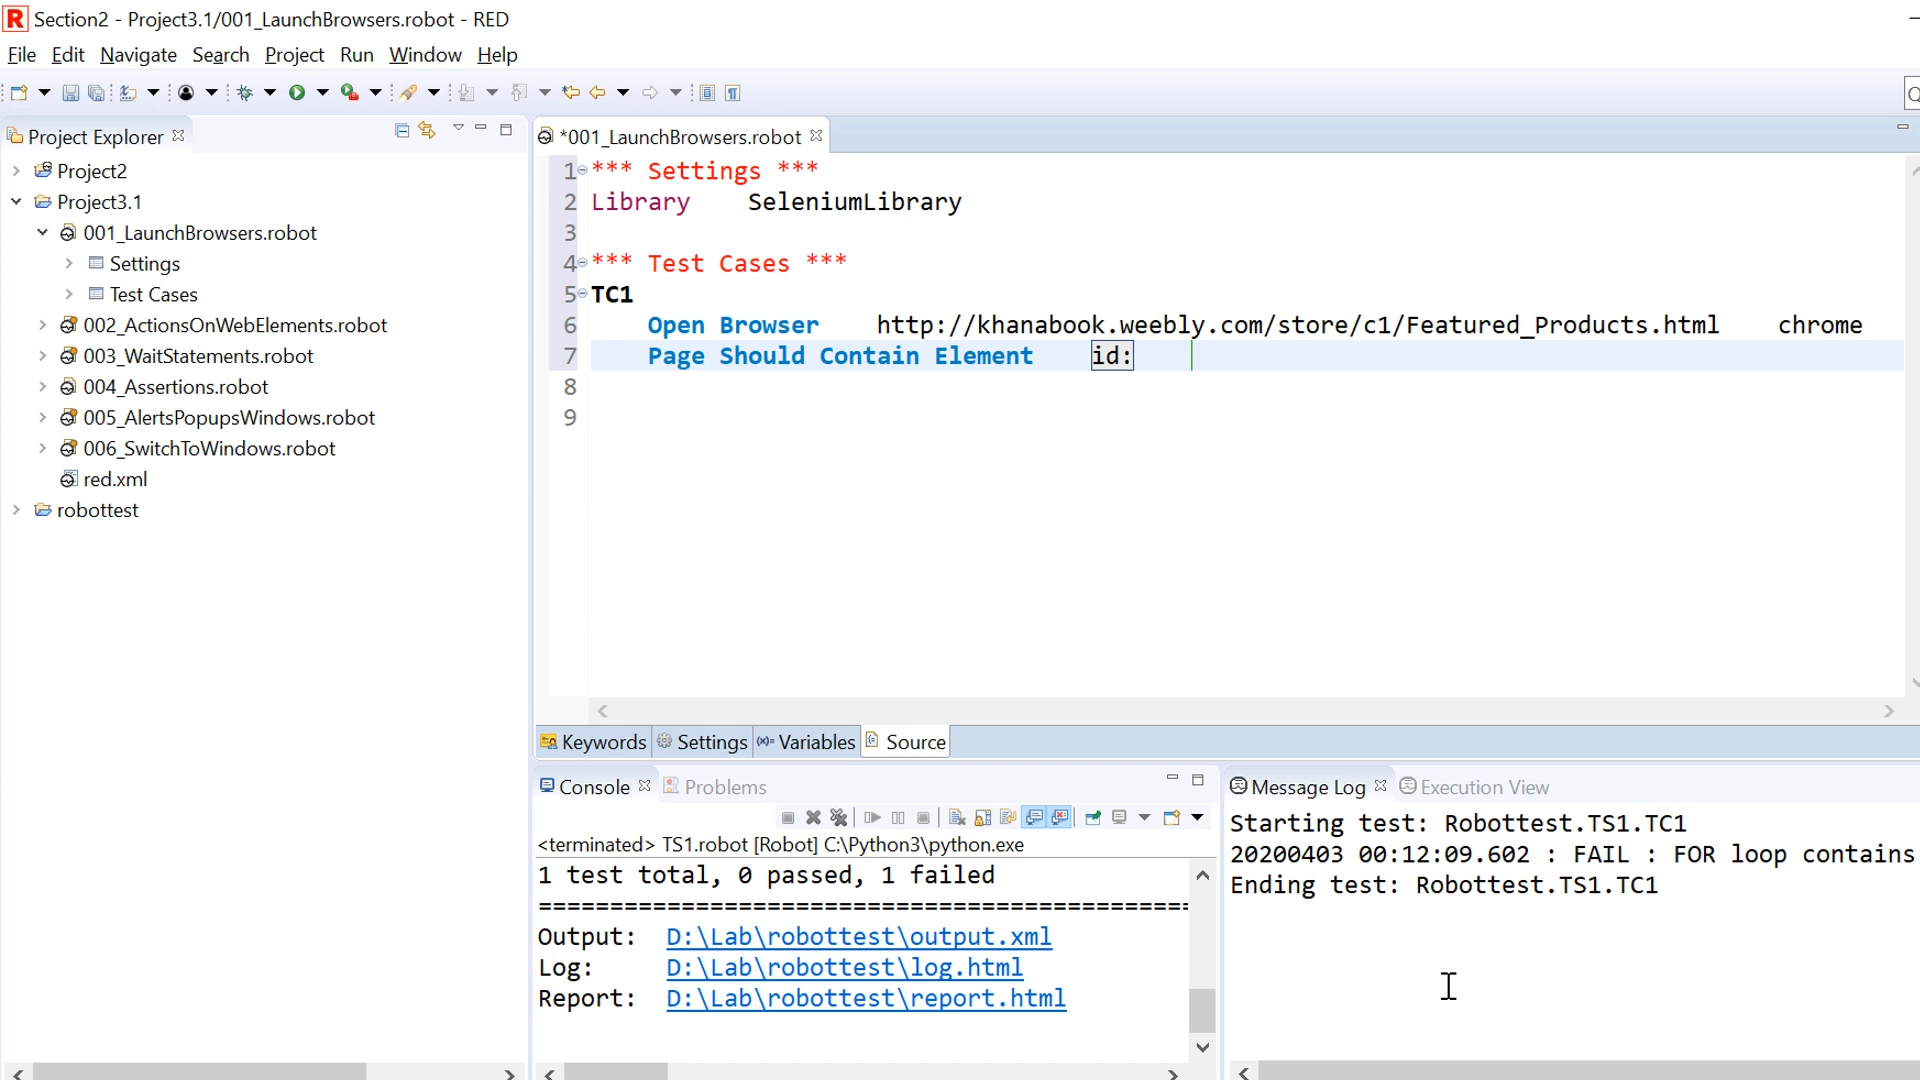 R Section2 - Project3.1/001_LaunchBrowsers.robot - RED
File Edit Navigate Search Project Run Window Help
Project Explorer
Project2
Project3.1
001_LaunchBrowsers.robot
Settings
Test Cases
002_ActionsOnWebElements.robot
003_WaitStatements.robot
004_Assertions.robot
005_AlertsPopupsWindows.robot
006_SwitchToWindows.robot
red.xml
robottest
*001_LaunchBrowsers.robot
1 *** Settings ***
2 Library    SeleniumLibrary
3
4 *** Test Cases ***
5 TC1
6     Open Browser    http://khanabook.weebly.com/store/c1/Featured_Products.html    chrome
7     Page Should Contain Element    id:
8
9
Keywords Settings (x)= Variables Source
Console Problems
<terminated> TS1.robot [Robot] C:\Python3\python.exe
1 test total, 0 passed, 1 failed
==============================================
Output:  D:\Lab\robottest\output.xml
Log:     D:\Lab\robottest\log.html
Report:  D:\Lab\robottest\report.html
Message Log Execution View
Starting test: Robottest.TS1.TC1
20200403 00:12:09.602 : FAIL : FOR loop contains
Ending test: Robottest.TS1.TC1